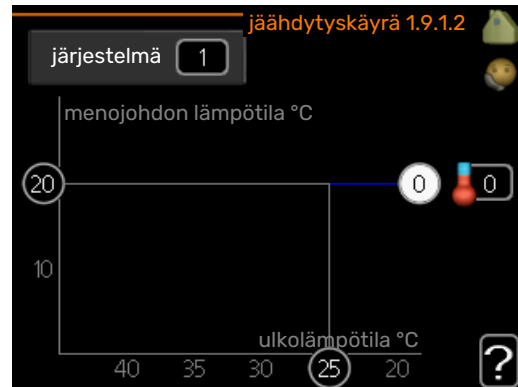 jäähdytyskäyrä 1.9.1.2
järjestelmä 1
menojohdon lämpötila °C
20 0 0
10
ulkolämpötila °C
40 35 30 25 20
?